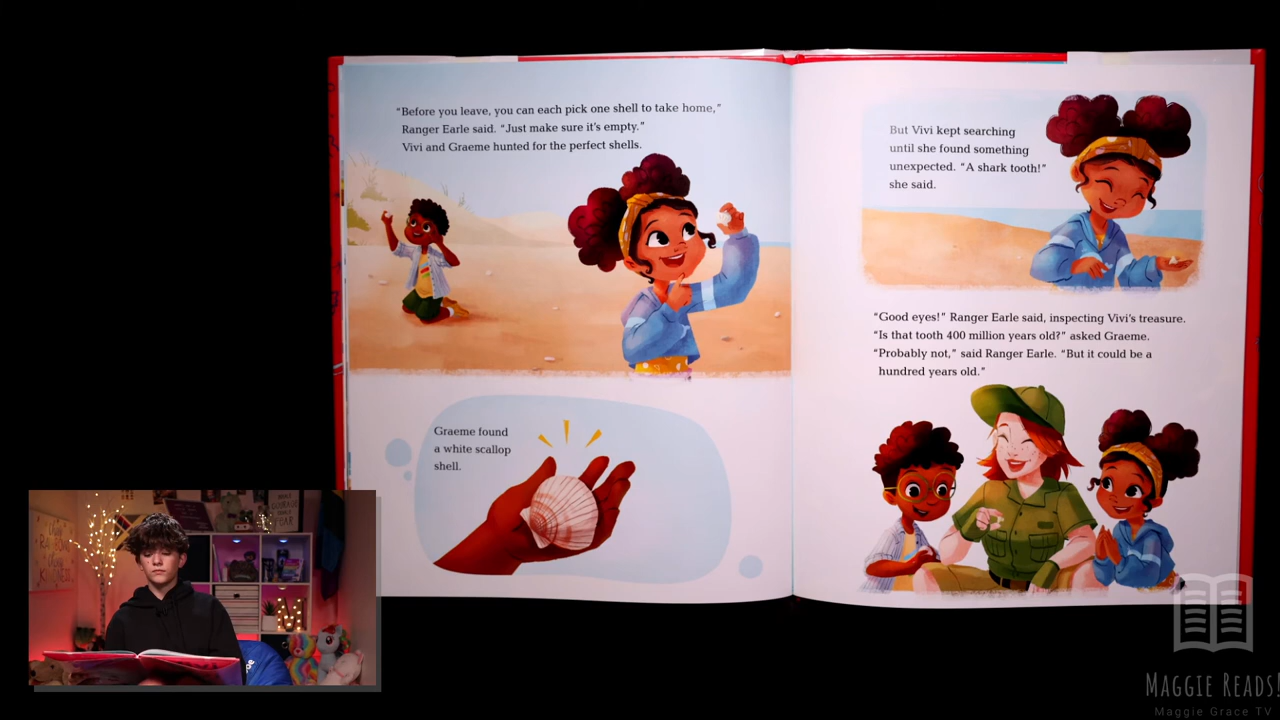 “Before you leave, you can each pick one shell to take home,”
Ranger Earle said. “Just make sure it’s empty.”
Vivi and Graeme hunted for the perfect shells.
Graeme found
a white scallop
shell.
But Vivi kept searching
until she found something
unexpected. “A shark tooth!”
she said.
“Good eyes!” Ranger Earle said, inspecting Vivi’s treasure.
“Is that tooth 400 million years old?” asked Graeme.
“Probably not,” said Ranger Earle. “But it could be a
hundred years old.”
MAGGIE READS!
Maggie Grace TV